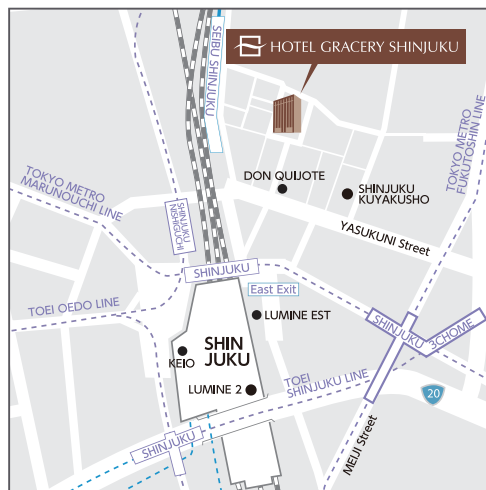 HOTEL GRACERY SHINJUKU
SEIBU SHINJUKU
TOKYO METRO
FUKUTOSHIN LINE
DON QUIJOTE
SHINJUKU
KUYAKUSHO
TOKYO METRO
MARUNOUCHI LINE
SHINJUKU
NISHIGUCHI
YASUKUNI Street
SHINJUKU
East Exit
TOEI OEDO LINE
LUMINE EST
SHINJUKU
3CHOME
SHIN
JUKU
KEIO
LUMINE 2
TOEI
SHINJUKU LINE
20
SHINJUKU
MEIJI Street